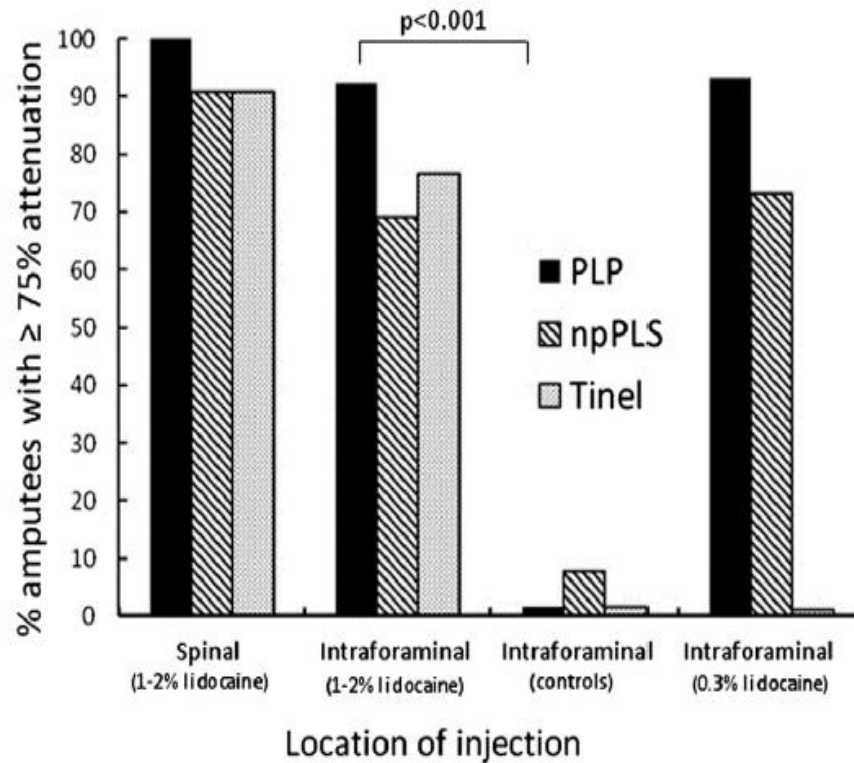 p<0.001
% amputees with ≥ 75% attenuation
100
90
80
70
60
50
40
30
20
10
0
PLP
npPLS
Tinel
Spinal
(1-2% lidocaine)
Intraforaminal
(1-2% lidocaine)
Intraforaminal
(controls)
Intraforaminal
(0.3% lidocaine)
Location of injection